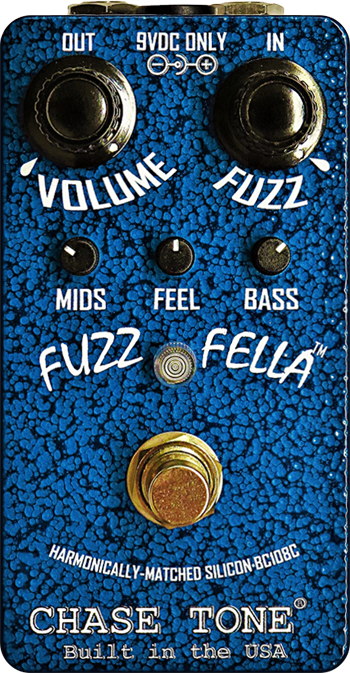 OUT 9VDC ONLY IN
VOLUME FUZZ
MIDS FEEL BASS
FUZZ FELLA™
HARMONICALLY-MATCHED SILICON-BC108C
CHASE TONE®
Built in the USA